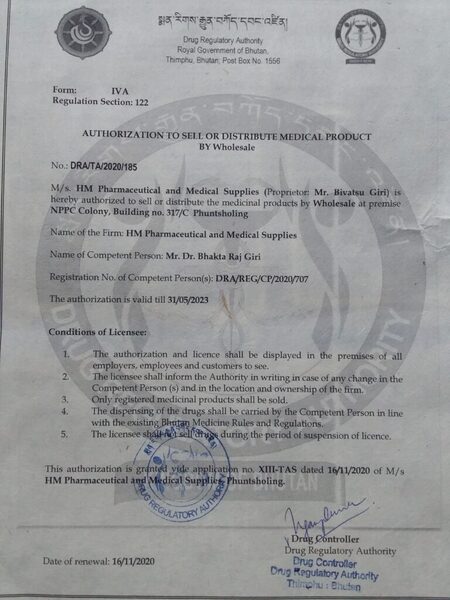 སྨན་རིགས་རྒྱུན་བཀོད་དབང་འཛིན།
Drug Regulatory Authority
Royal Government of Bhutan,
Thimphu, Bhutan; Post Box No. 1556
Form: IVA
Regulation Section: 122
AUTHORIZATION TO SELL OR DISTRIBUTE MEDICAL PRODUCT
BY Wholesale
No.: DRA/TA/2020/185
M/s. HM Pharmaceutical and Medical Supplies (Proprietor: Mr. Bivatsu Giri) is
hereby authorized to sell or distribute the medicinal products by Wholesale at premise
NPPC Colony, Building no. 317/C Phuntsholing
Name of the Firm: HM Pharmaceutical and Medical Supplies
Name of Competent Person: Mr. Dr. Bhakta Raj Giri
Registration No. of Competent Person(s): DRA/REG/CP/2020/707
The authorization is valid till 31/05/2023
Conditions of Licensee:
1. The authorization and licence shall be displayed in the premises of all
employers, employees and customers to see.
2. The licensee shall inform the Authority in writing in case of any change in the
Competent Person (s) and in the location and ownership of the firm.
3. Only registered medicinal products shall be sold.
4. The dispensing of the drugs shall be carried by the Competent Person in line
with the existing Bhutan Medicine Rules and Regulations.
5. The licensee shall not sell drugs during the period of suspension of licence.
This authorization is granted vide application no. XIII-TAS dated 16/11/2020 of M/s
HM Pharmaceutical and Medical Supplies, Phuntsholing.
DRUG REGULATORY AUTHORITY
Drug Controller
Drug Regulatory Authority
Drug Controller
Drug Regulatory Authority
Thimphu : Bhutan
Date of renewal: 16/11/2020